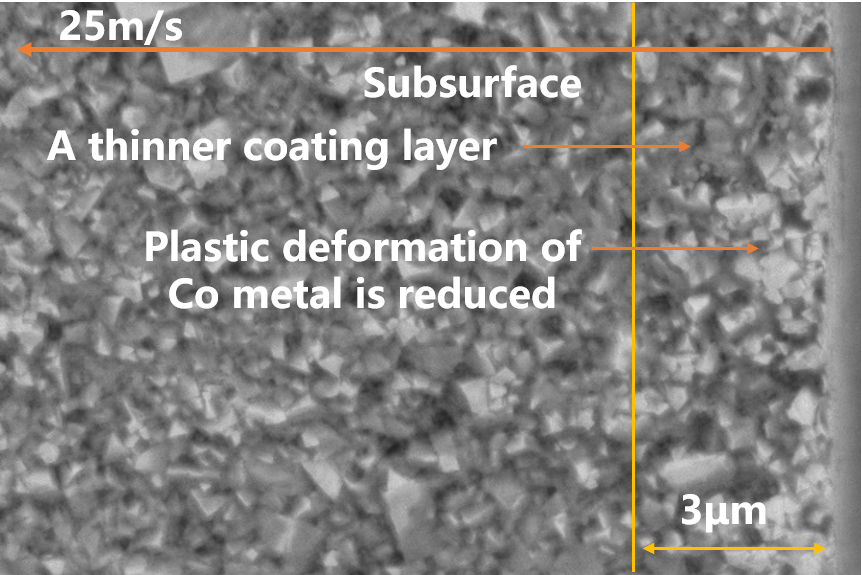 25m/s
Subsurface
A thinner coating layer
Plastic deformation of
Co metal is reduced
3μm